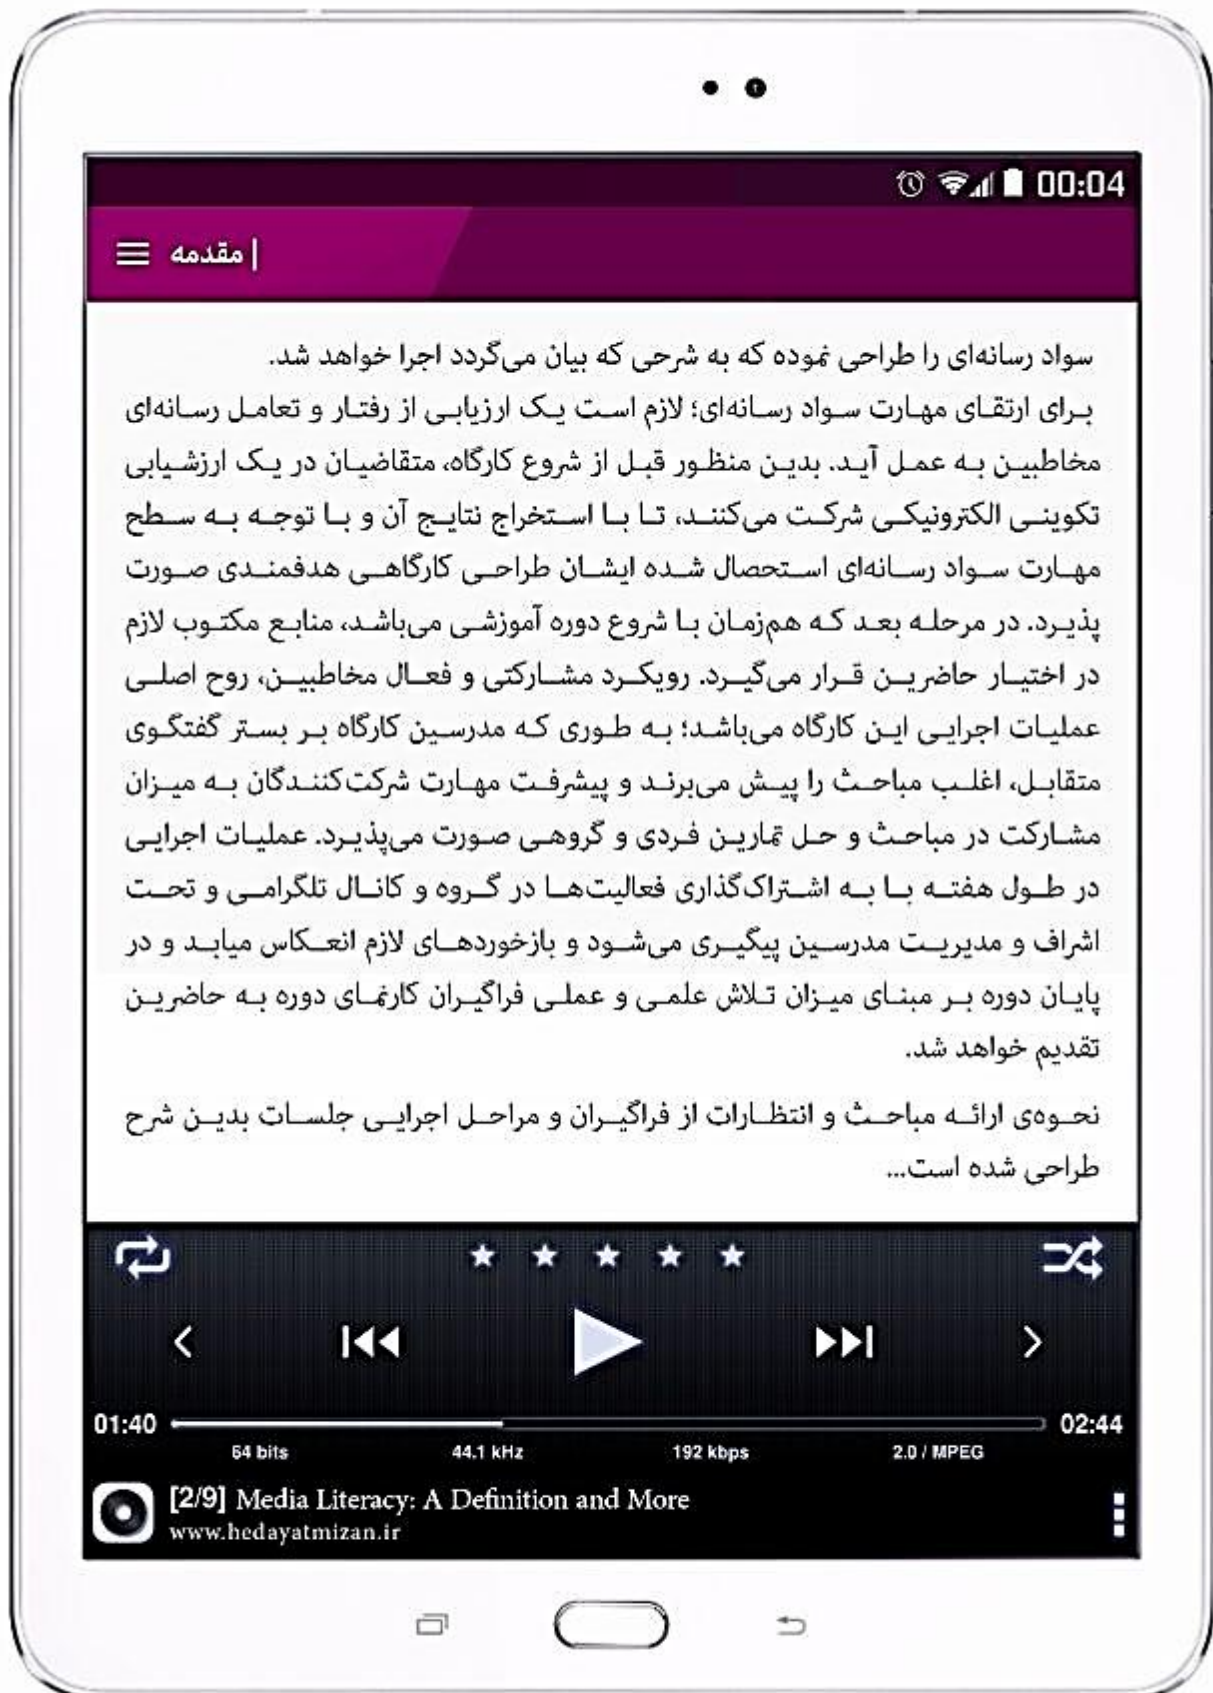 00:04
| مقدمه
سواد رسانه‌ای را طراحی نموده که به شرحی که بیان می‌گردد اجرا خواهد شد.
برای ارتقای مهارت سواد رسانه‌ای؛ لازم است یک ارزیابی از رفتار و تعامل رسانه‌ای
مخاطبین به عمل آید. بدین منظور قبل از شروع کارگاه، متقاضیان در یک ارزشیابی
تکوینی الکترونیکی شرکت می‌کنند، تا با استخراج نتایج آن و با توجه به سطح
مهارت سواد رسانه‌ای استحصال شده ایشان طراحی کارگاهی هدفمندی صورت
پذیرد. در مرحله بعد که هم‌زمان با شروع دوره آموزشی می‌باشد، منابع مکتوب لازم
در اختیار حاضرین قرار می‌گیرد. رویکرد مشارکتی و فعال مخاطبین، روح اصلی
عملیات اجرایی این کارگاه می‌باشد؛ به طوری که مدرسین کارگاه بر بستر گفتگوی
متقابل، اغلب مباحث را پیش می‌برند و پیشرفت مهارت شرکت‌کنندگان به میزان
مشارکت در مباحث و حل تمارین فردی و گروهی صورت می‌پذیرد. عملیات اجرایی
در طول هفته با به اشتراک‌گذاری فعالیت‌ها در گروه و کانال تلگرامی و تحت
اشراف و مدیریت مدرسین پیگیری می‌شود و بازخوردهای لازم انعکاس میابد و در
پایان دوره بر مبنای میزان تلاش علمی و عملی فراگیران کارنمای دوره به حاضرین
تقدیم خواهد شد.
نحوه‌ی ارائه مباحث و انتظارات از فراگیران و مراحل اجرایی جلسات بدین شرح
طراحی شده است...
01:40 02:44
64 bits 44.1 kHz 192 kbps 2.0 / MPEG
[2/9] Media Literacy: A Definition and More
www.hedayatmizan.ir